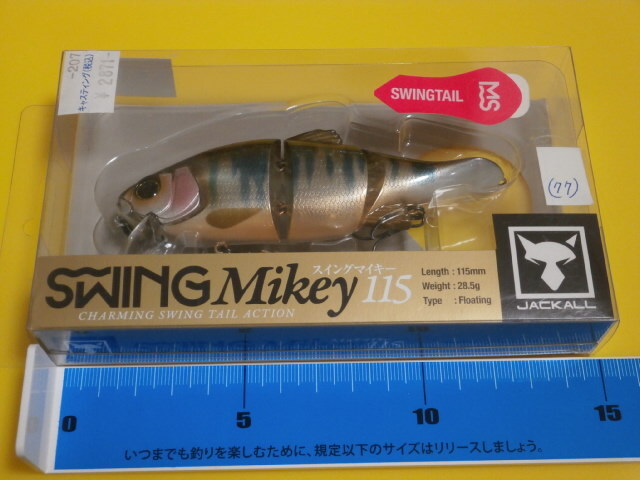 -207
キャスティング(税込)
¥2871-
SWINGTAIL
MS
(77)
SWING Mikey 115
スイングマイキー
CHARMING SWING TAIL ACTION
Length : 115mm
Weight : 28.5g
Type : Floating
JACKALL
0 5 10 15
いつまでも釣りを楽しむために、規定以下のサイズはリリースしましょう。